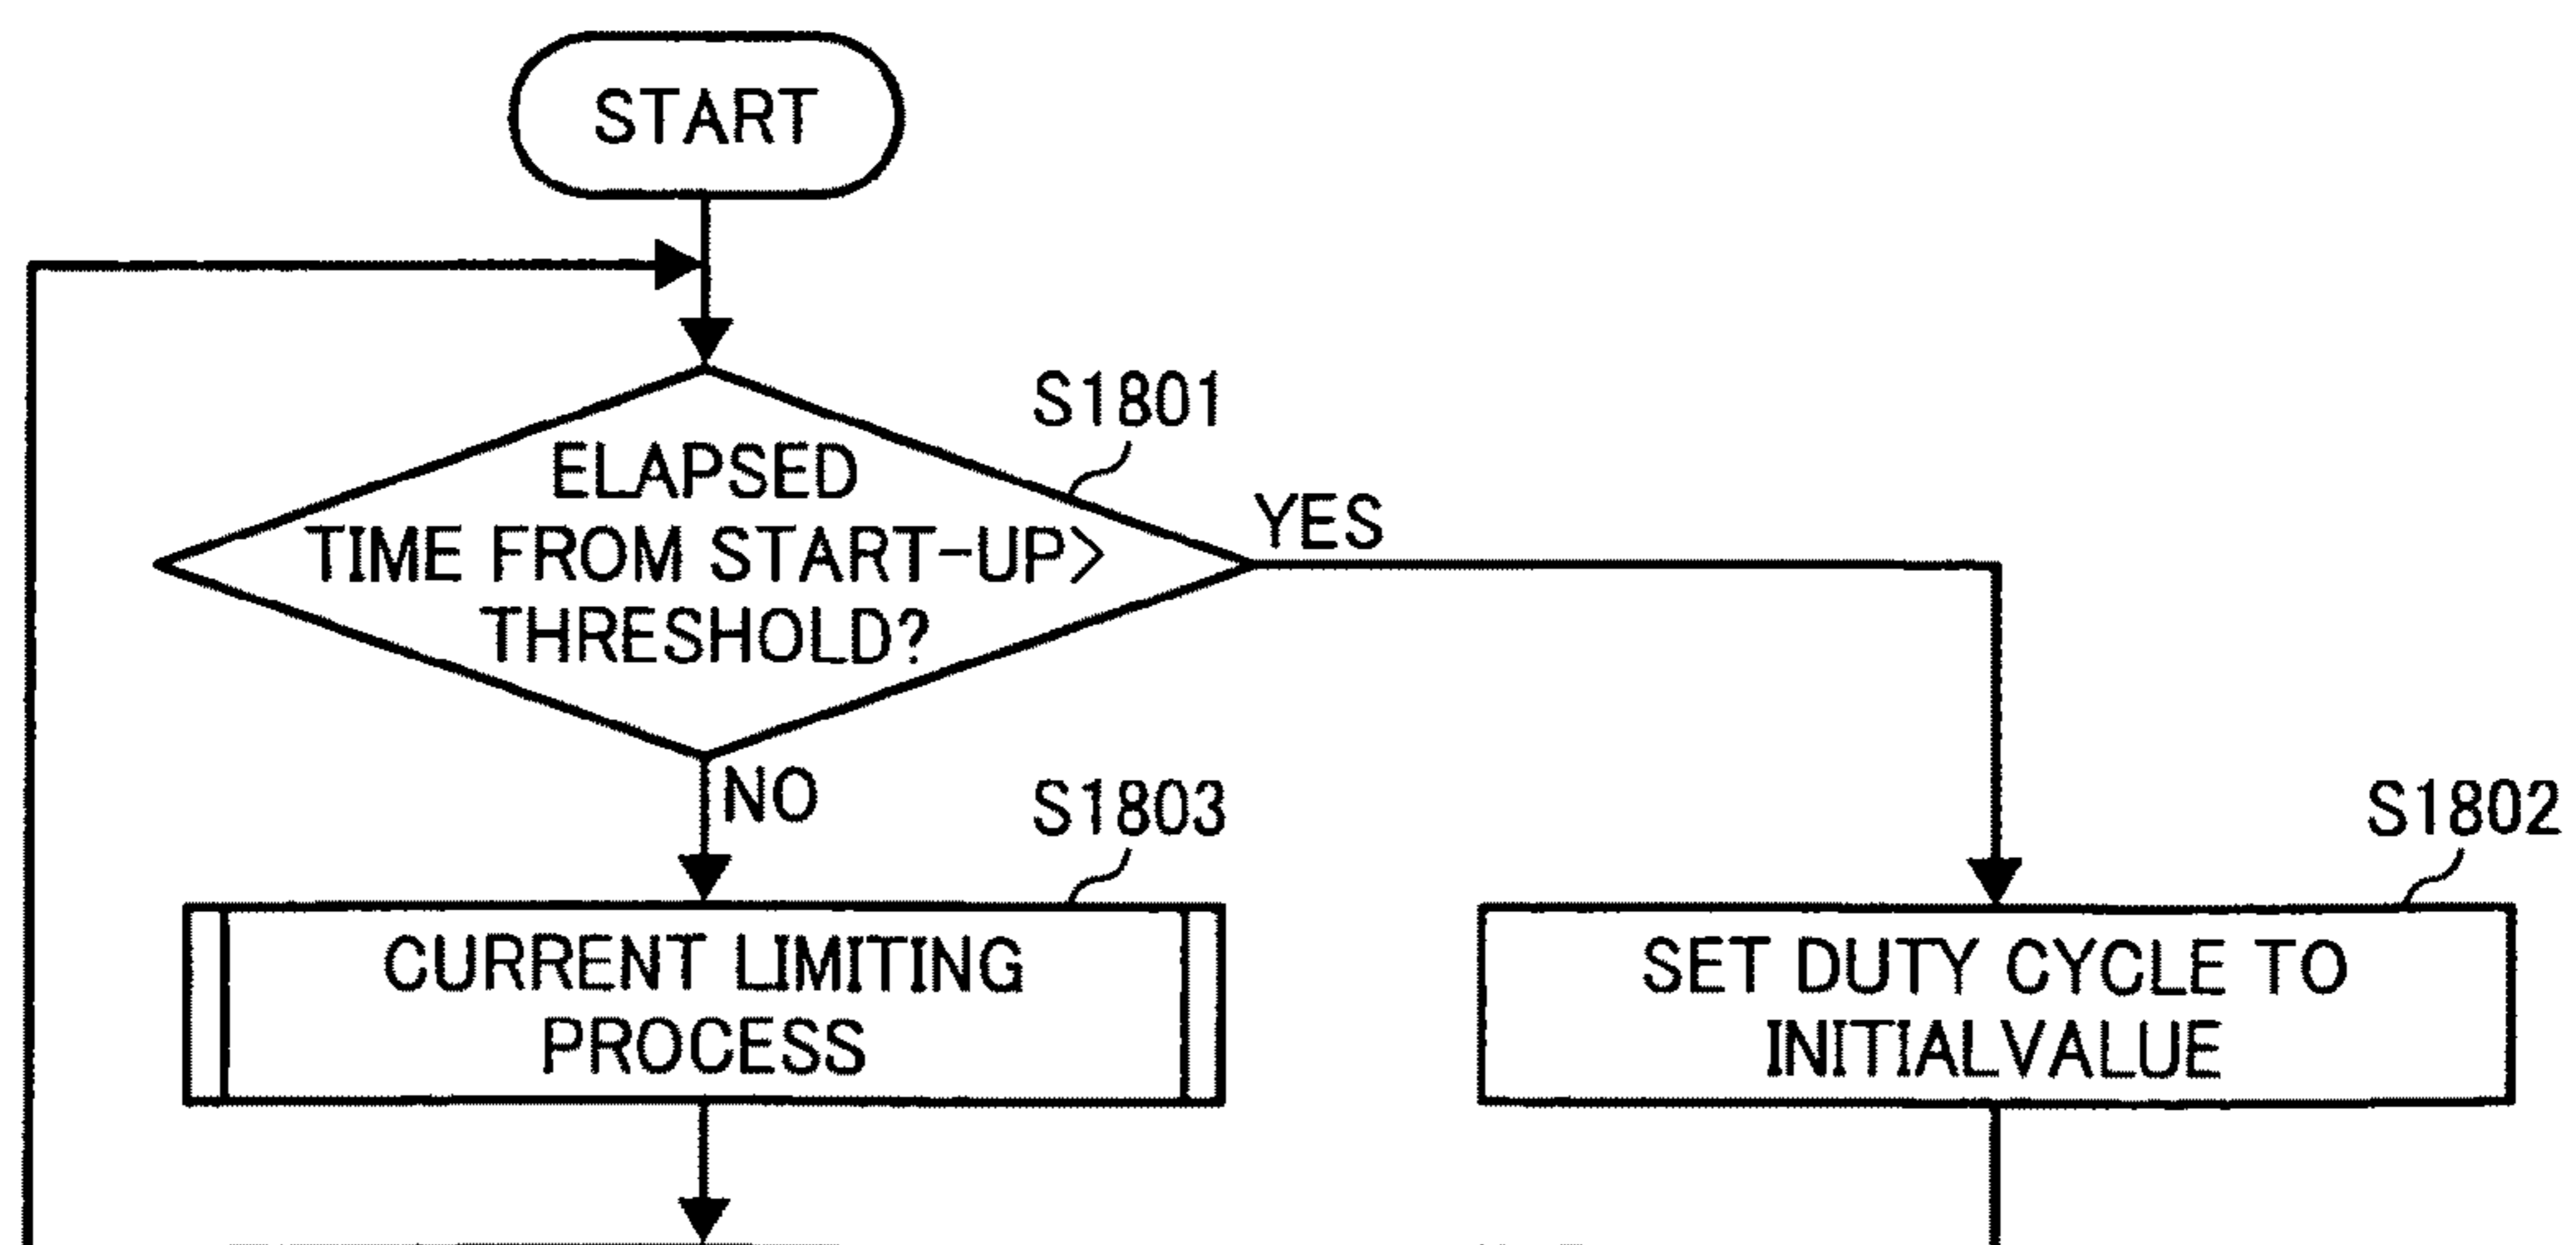 START
S1801
ELAPSED
TIME FROM START-UP>
THRESHOLD?
YES
NO
S1803
S1802
CURRENT LIMITING
PROCESS
SET DUTY CYCLE TO
INITIALVALUE